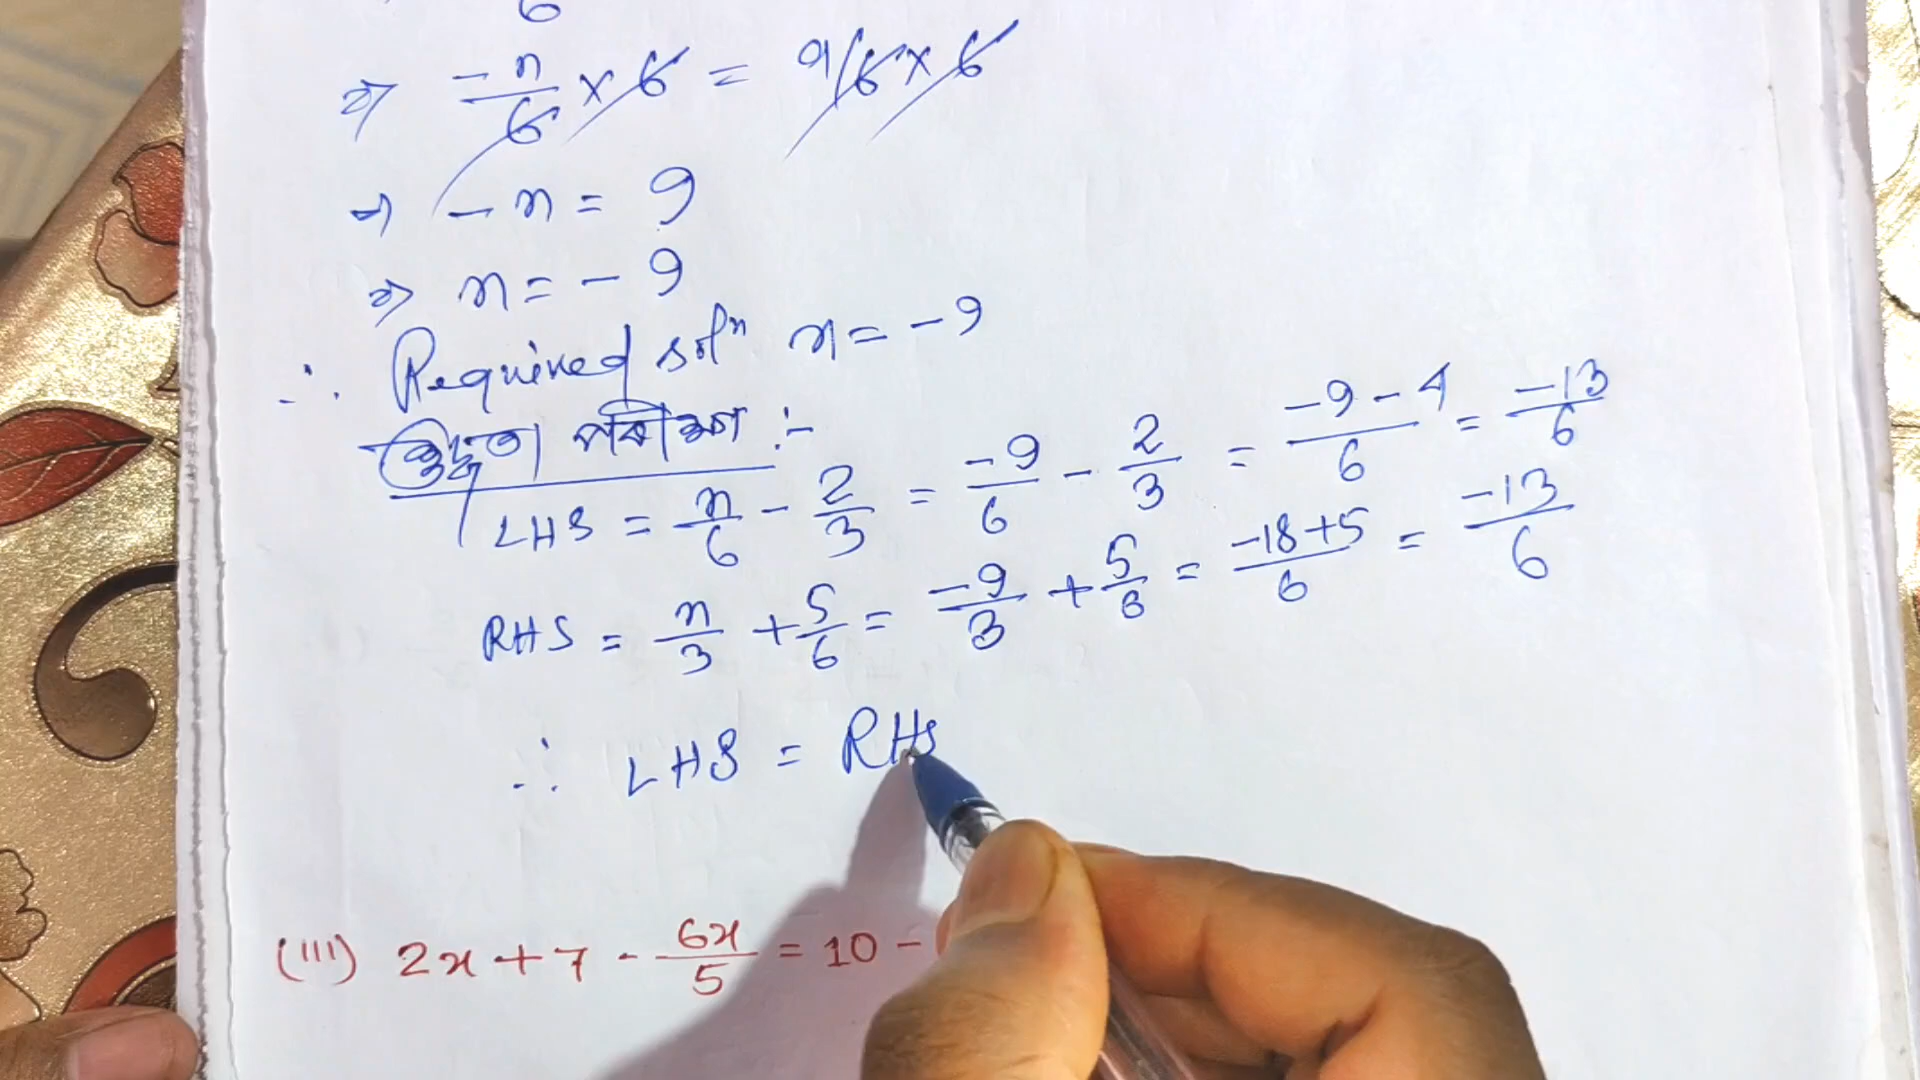 6
⇒ -x/6 × 6 = 9/6 × 6
⇒ -x = 9
⇒ x = -9
∴ Required solⁿ x = -9
শুদ্ধতা পৰীক্ষা :-
LHS = x/6 - 2/3 = -9/6 - 2/3 = (-9-4)/6 = -13/6
RHS = x/3 + 5/6 = -9/3 + 5/6 = (-18+5)/6 = -13/6
∴ LHS = RHS
(III) 2x + 7 - 6x/5 = 10 -